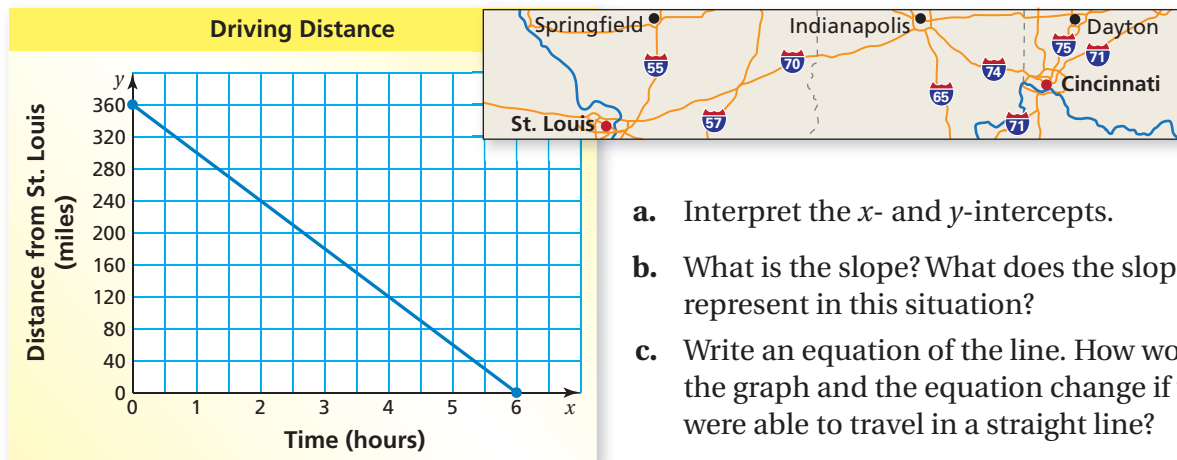 Driving Distance
y
360
320
280
240
200
160
120
80
40
0
0 1 2 3 4 5 6 x
Distance from St. Louis
(miles)
Time (hours)
Springfield
Indianapolis
Dayton
55
70
74
75
71
Cincinnati
65
St. Louis
57
71
a. Interpret the x- and y-intercepts.
b. What is the slope? What does the slop
represent in this situation?
c. Write an equation of the line. How wo
the graph and the equation change if
were able to travel in a straight line?